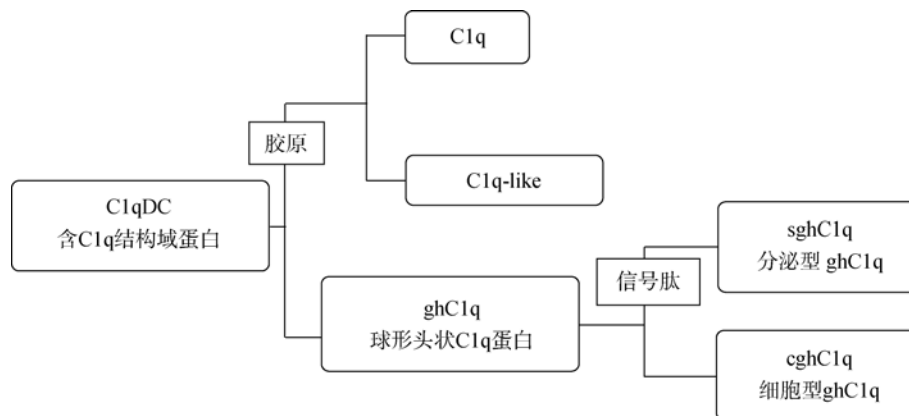 C1q
胶原
C1q-like
C1qDC
含C1q结构域蛋白
sghC1q
分泌型 ghC1q
信号肽
ghC1q
球形头状C1q蛋白
cghC1q
细胞型ghC1q